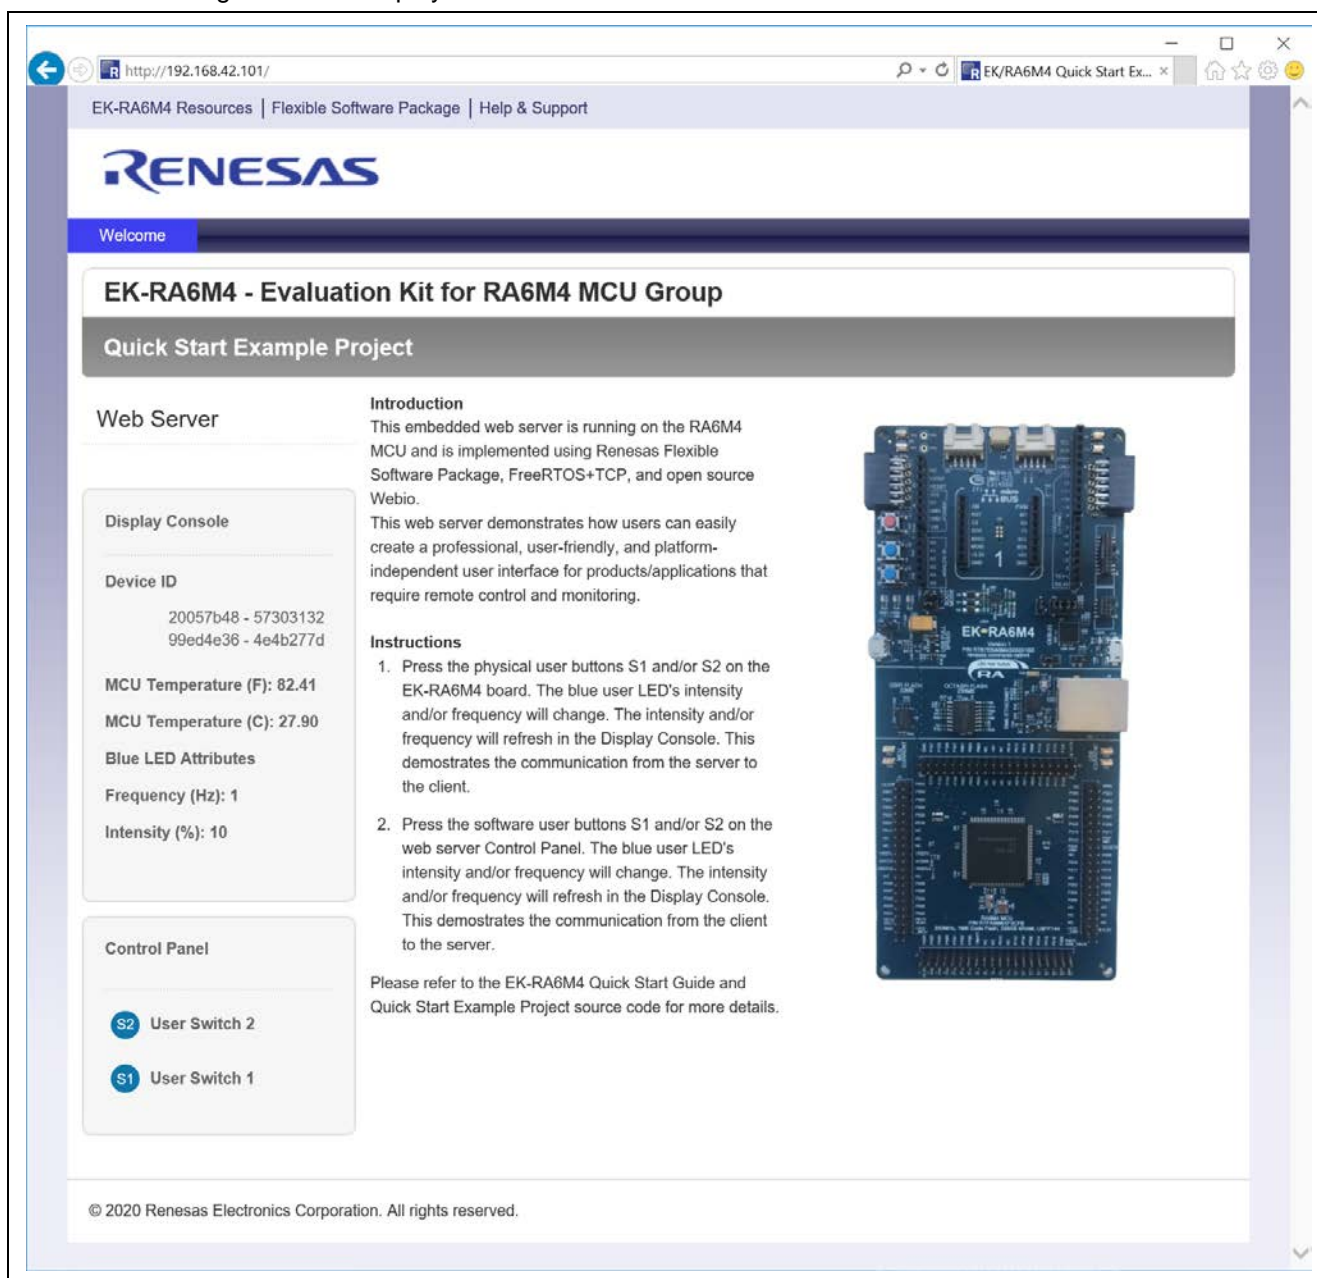 http://192.168.42.101/
EK/RA6M4 Quick Start Ex...
EK-RA6M4 Resources | Flexible Software Package | Help & Support
RENESAS
Welcome
EK-RA6M4 - Evaluation Kit for RA6M4 MCU Group
Quick Start Example Project
Web Server
Display Console
Device ID
20057b48 - 57303132
99ed4e36 - 4e4b277d
MCU Temperature (F): 82.41
MCU Temperature (C): 27.90
Blue LED Attributes
Frequency (Hz): 1
Intensity (%): 10
Control Panel
S2 User Switch 2
S1 User Switch 1
Introduction
This embedded web server is running on the RA6M4
MCU and is implemented using Renesas Flexible
Software Package, FreeRTOS+TCP, and open source
Webio.
This web server demonstrates how users can easily
create a professional, user-friendly, and platform-
independent user interface for products/applications that
require remote control and monitoring.
Instructions
1. Press the physical user buttons S1 and/or S2 on the
EK-RA6M4 board. The blue user LED's intensity
and/or frequency will change. The intensity and/or
frequency will refresh in the Display Console. This
demostrates the communication from the server to
the client.
2. Press the software user buttons S1 and/or S2 on the
web server Control Panel. The blue user LED's
intensity and/or frequency will change. The intensity
and/or frequency will refresh in the Display Console.
This demostrates the communication from the client
to the server.
Please refer to the EK-RA6M4 Quick Start Guide and
Quick Start Example Project source code for more details.
BUS
1
EK-RA6M4
RA
© 2020 Renesas Electronics Corporation. All rights reserved.